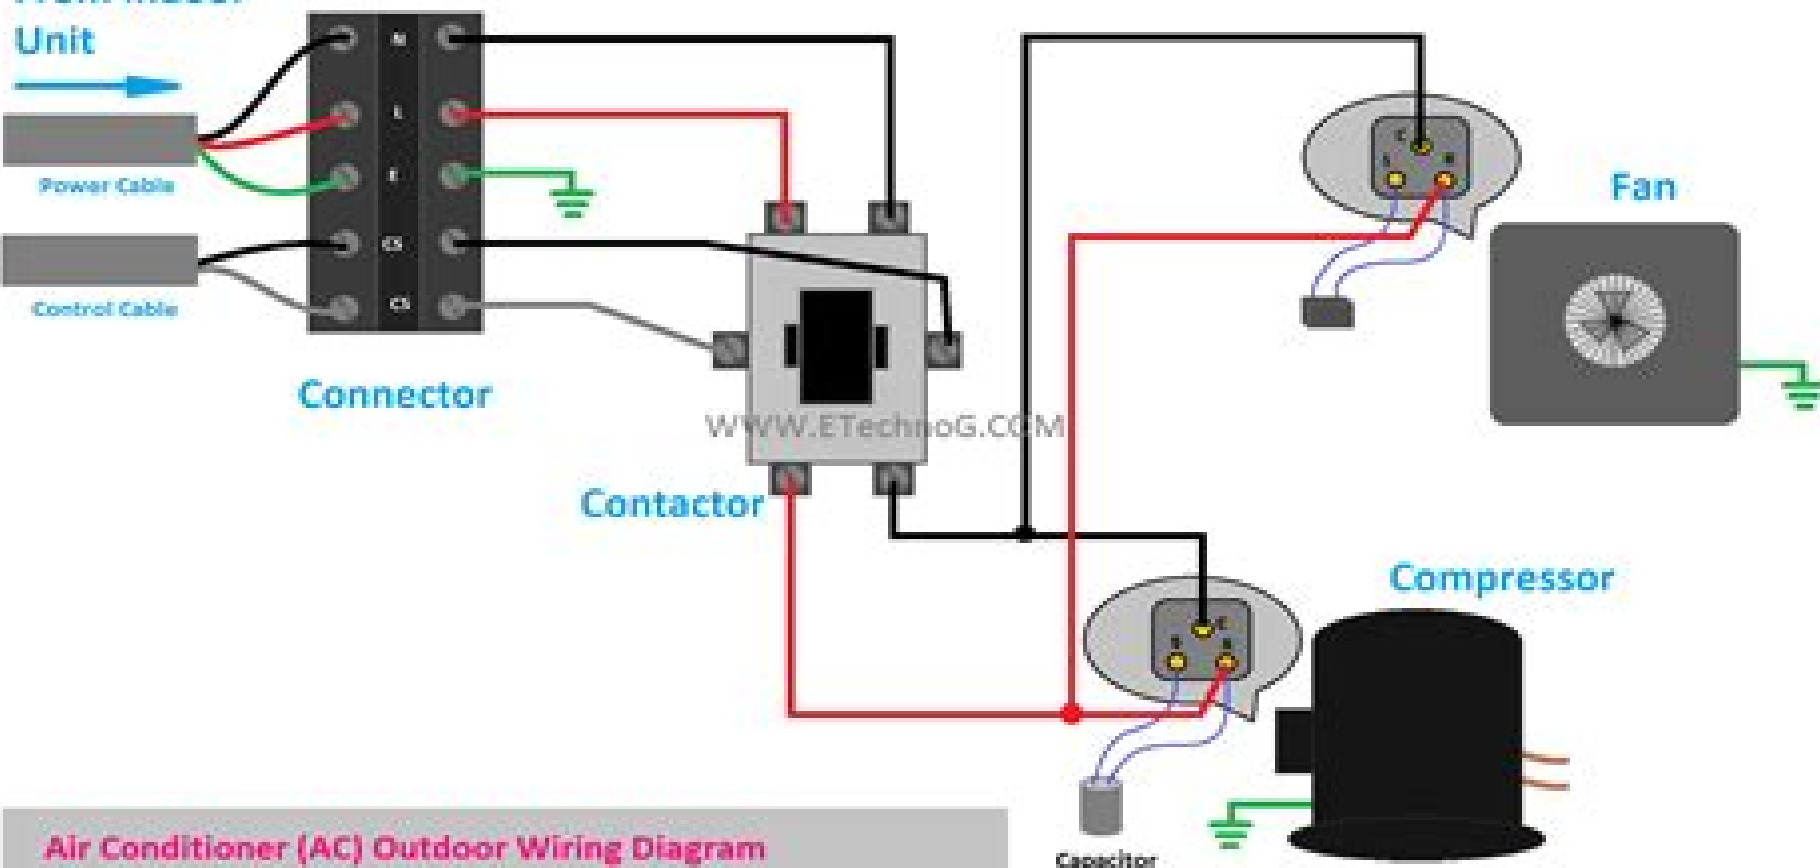 Unit
N
L
E
CS
CS
Power Cable
Control Cable
Connector
Contactor
WWW.ETechnoG.COM
C
Fan
Compressor
C
S
R
Capacitor
Air Conditioner (AC) Outdoor Wiring Diagram